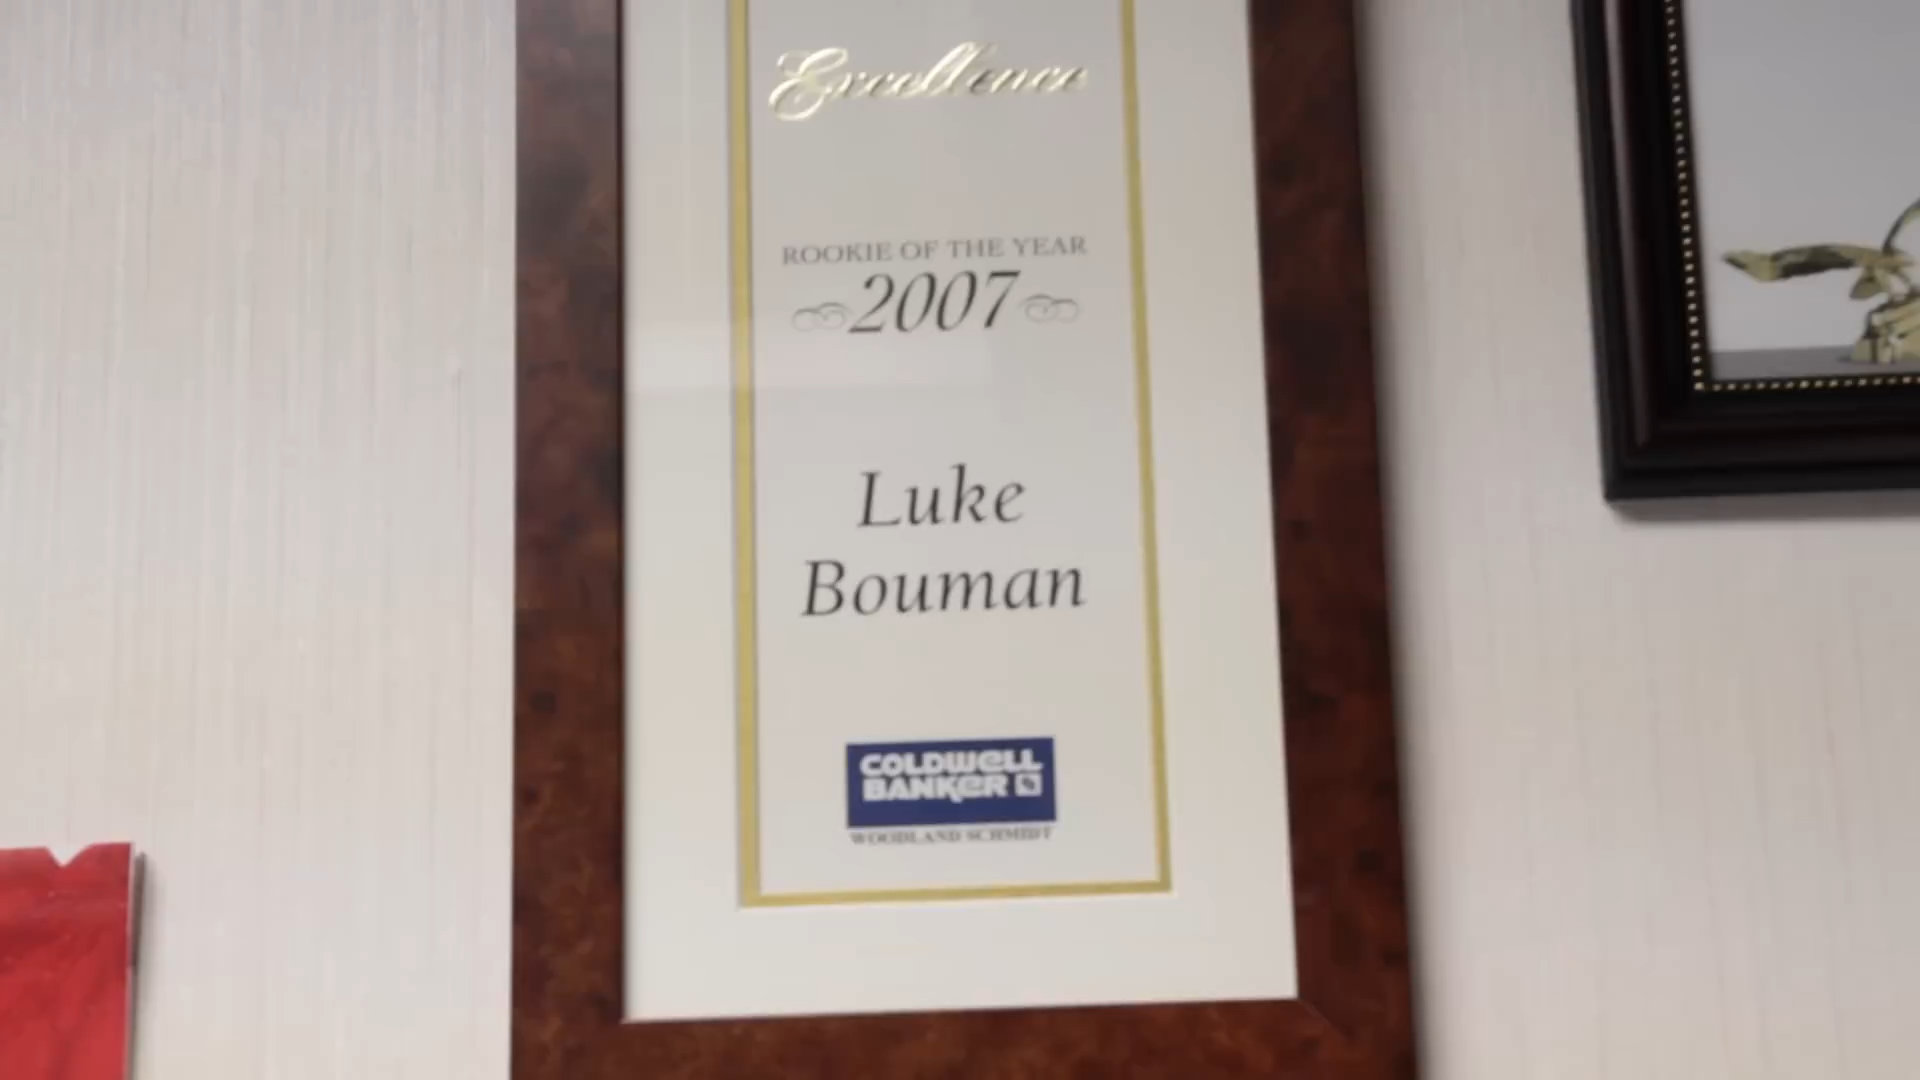 Excellence
ROOKIE OF THE YEAR
2007
Luke
Bouman
COLDWELL
BANKER
WOODLAND SCHMIDT